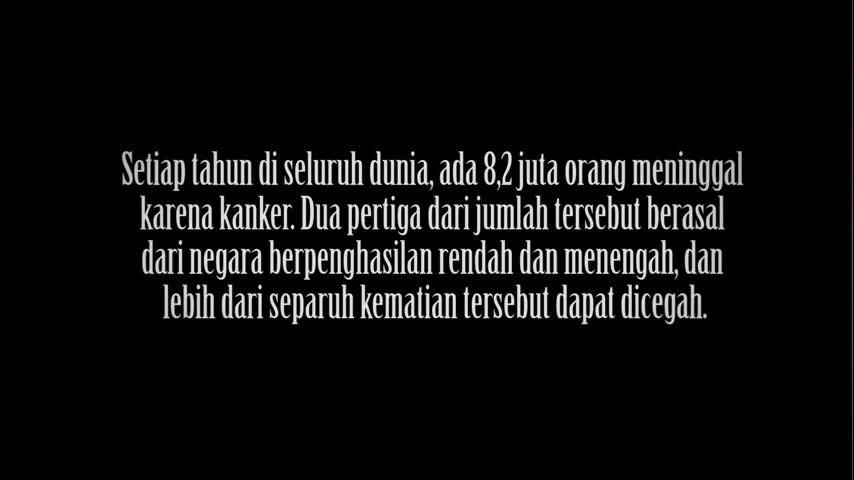 Setiap tahun di seluruh dunia, ada 8,2 juta orang meninggal
karena kanker. Dua pertiga dari jumlah tersebut berasal
dari negara berpenghasilan rendah dan menengah, dan
lebih dari separuh kematian tersebut dapat dicegah.